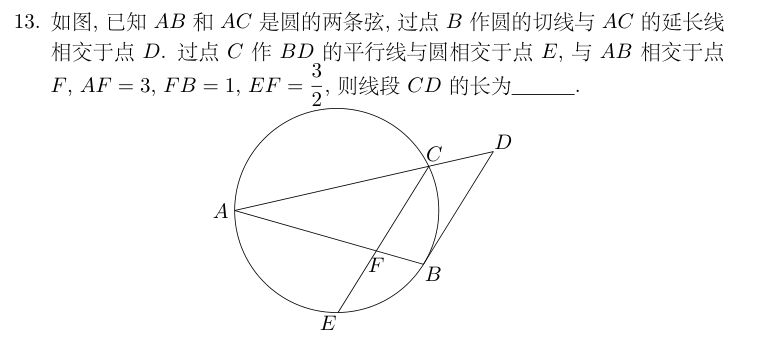 13. 如图, 已知 AB 和 AC 是圆的两条弦, 过点 B 作圆的切线与 AC 的延长线
相交于点 D. 过点 C 作 BD 的平行线与圆相交于点 E, 与 AB 相交于点
F, AF = 3, FB = 1, EF = 3/2, 则线段 CD 的长为______.
D
C
A
F
B
E